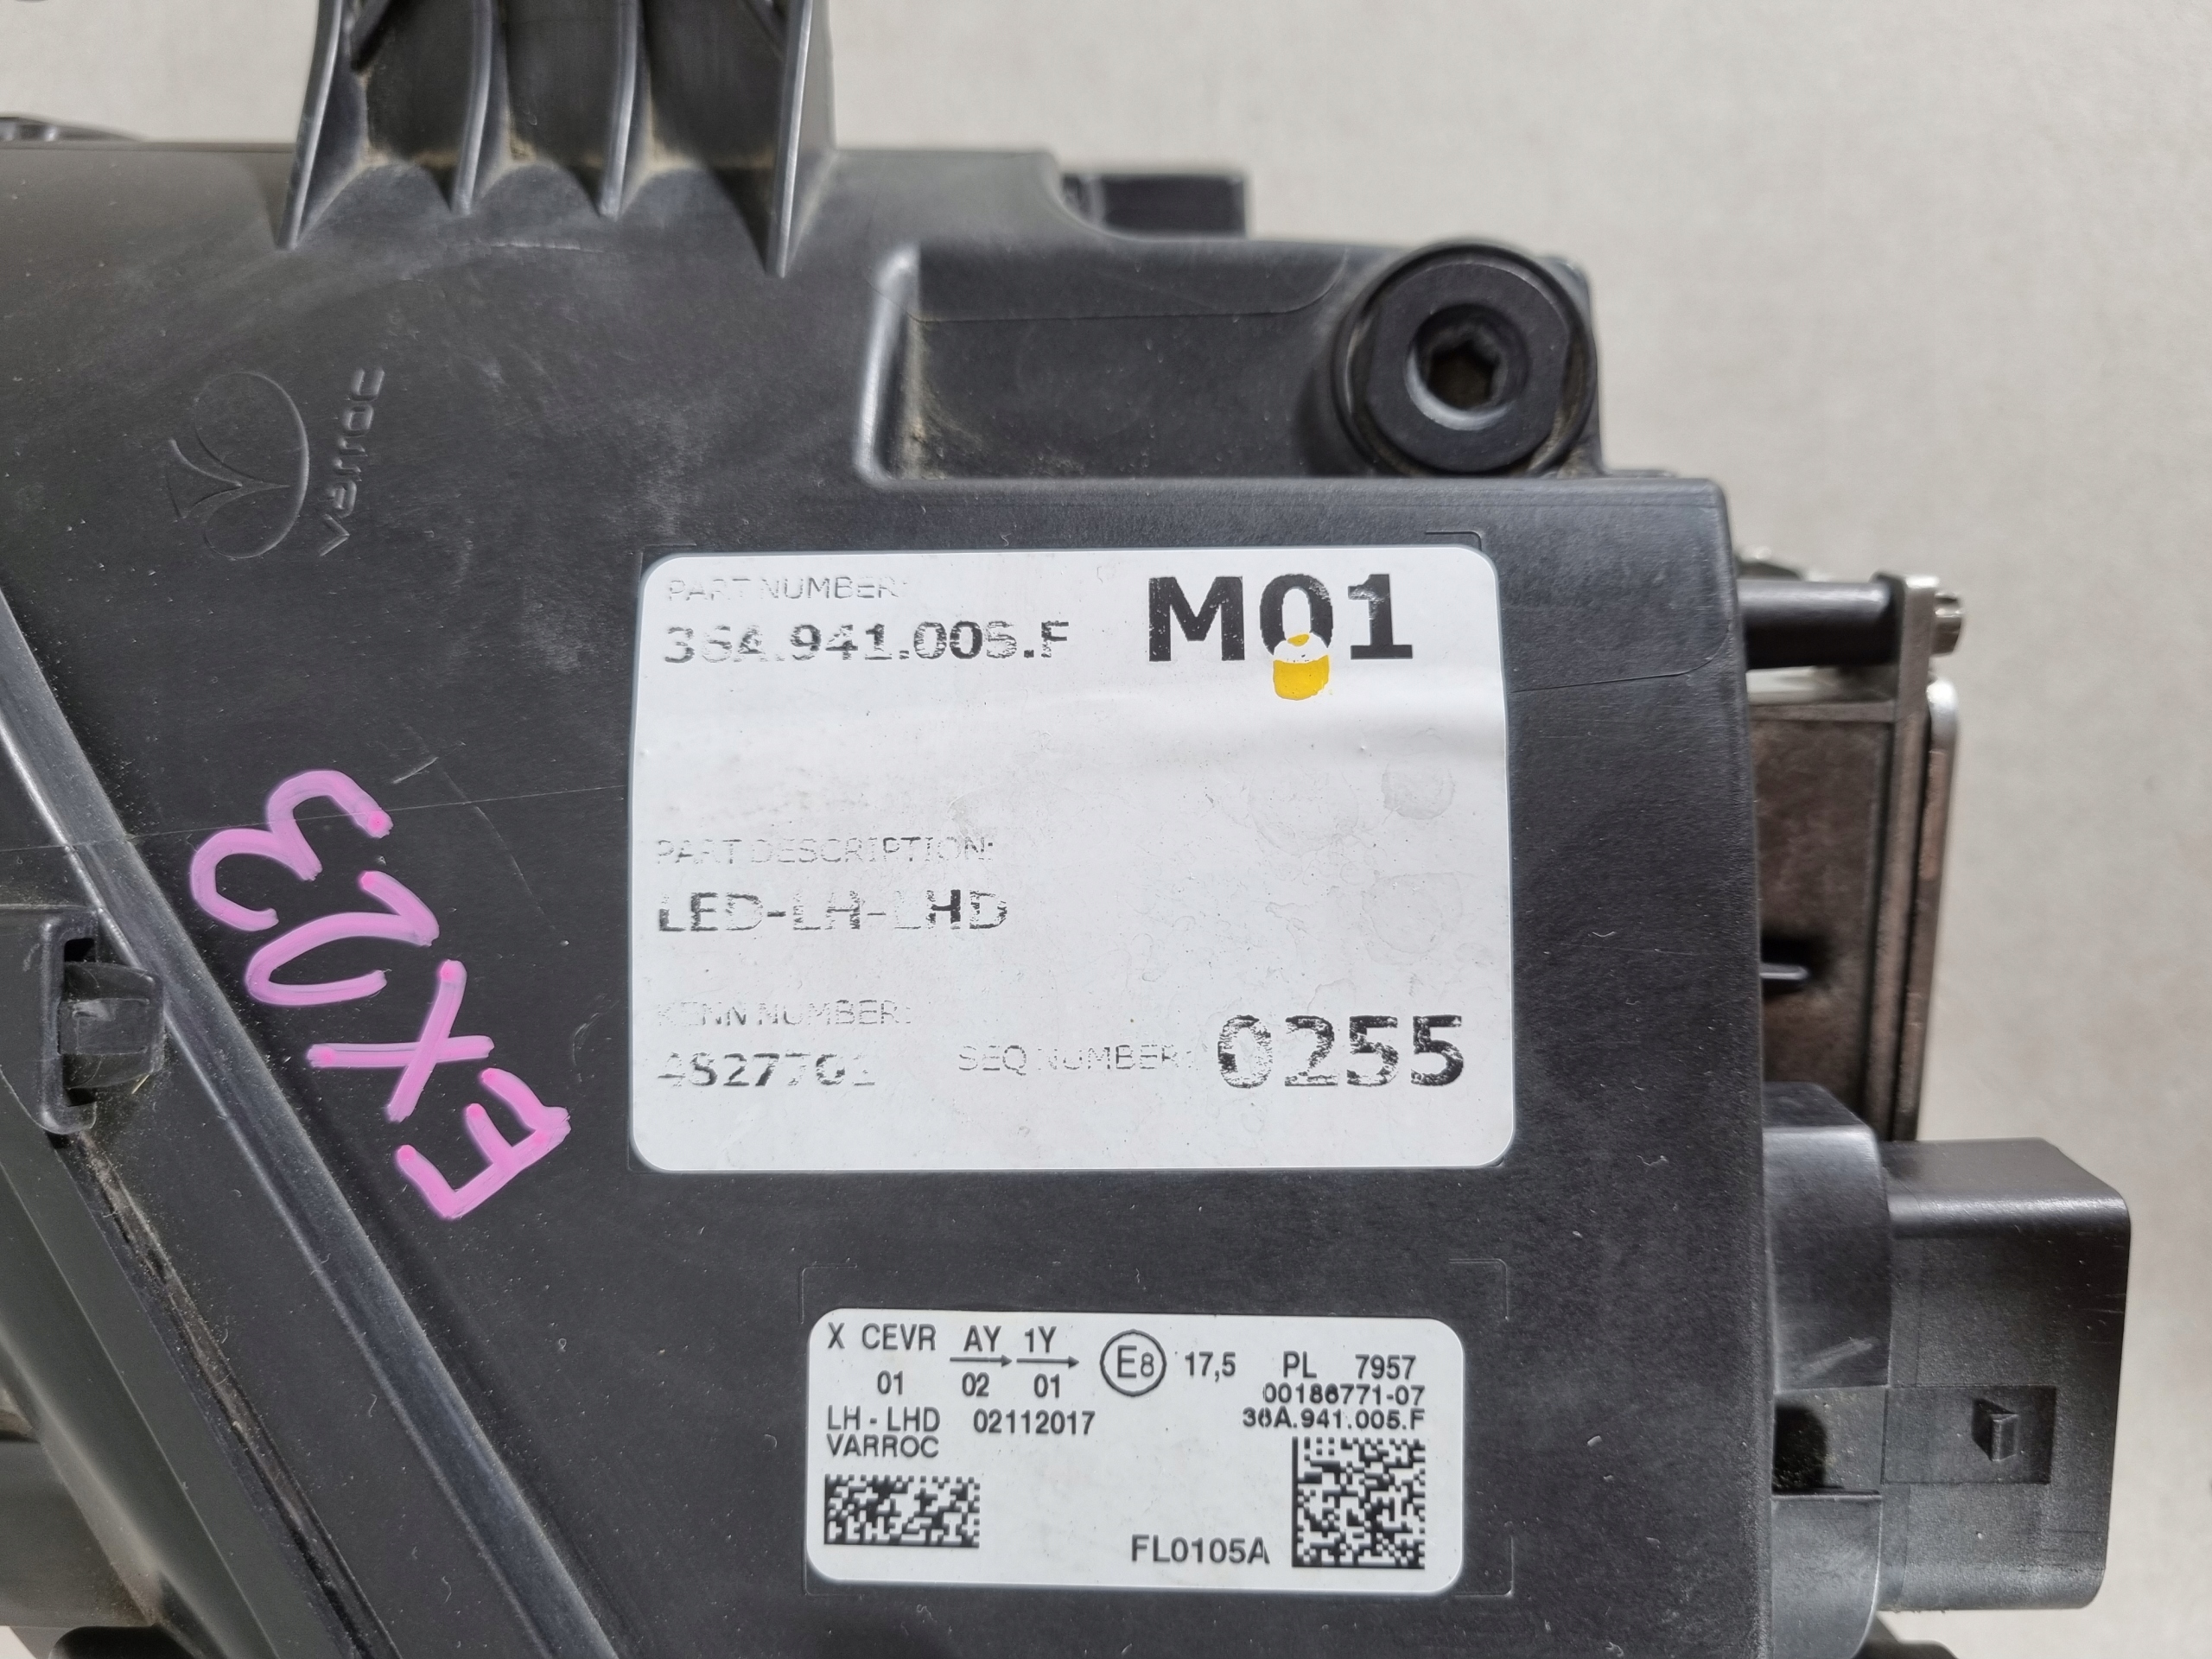 varroc
PART NUMBER:
36A.941.005.F
M01
PART DESCRIPTION:
LED-LH-LHD
KENN NUMBER:
4827701
SEQ NUMBER:
0255
X CEVR AY 1Y E8 17,5 PL 7957
01 02 01 00186771-07
LH - LHD 02112017 36A.941.005.F
VARROC
FL0105A